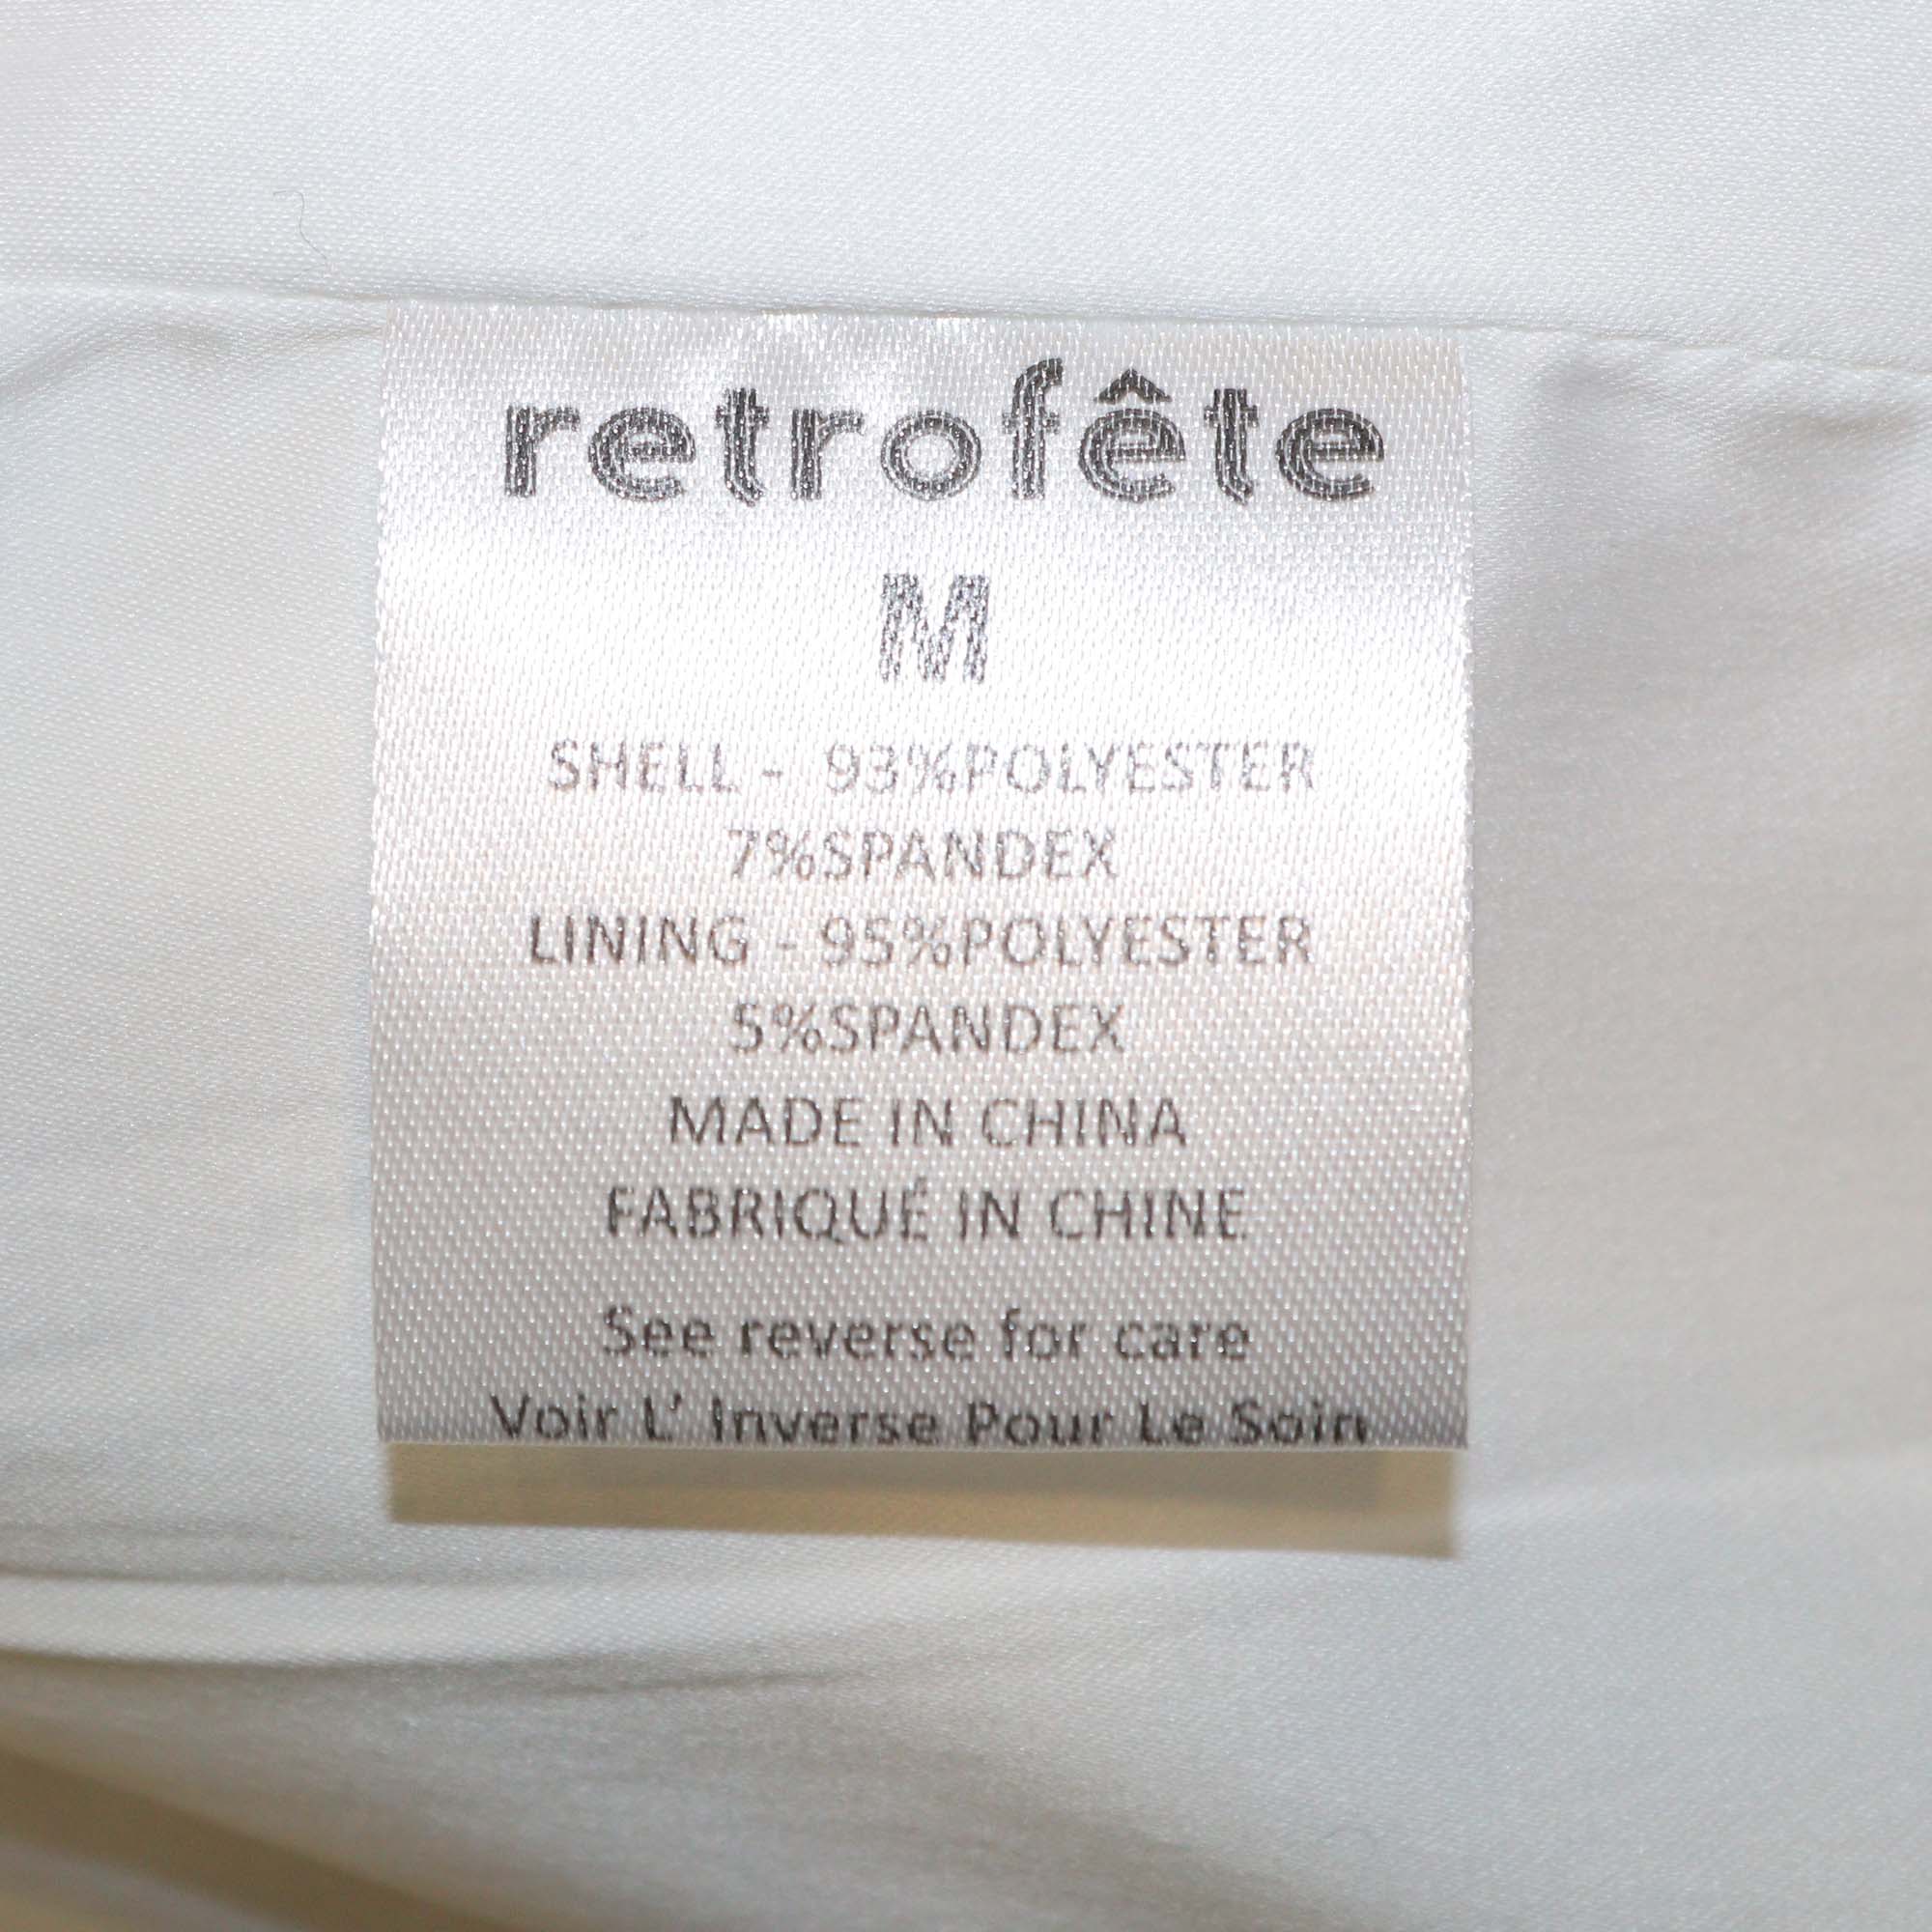 retrofête
M
SHELL - 93%POLYESTER
7%SPANDEX
LINING - 95%POLYESTER
5%SPANDEX
MADE IN CHINA
FABRIQUÉ IN CHINE
See reverse for care
Voir L' Inverse Pour Le Soin